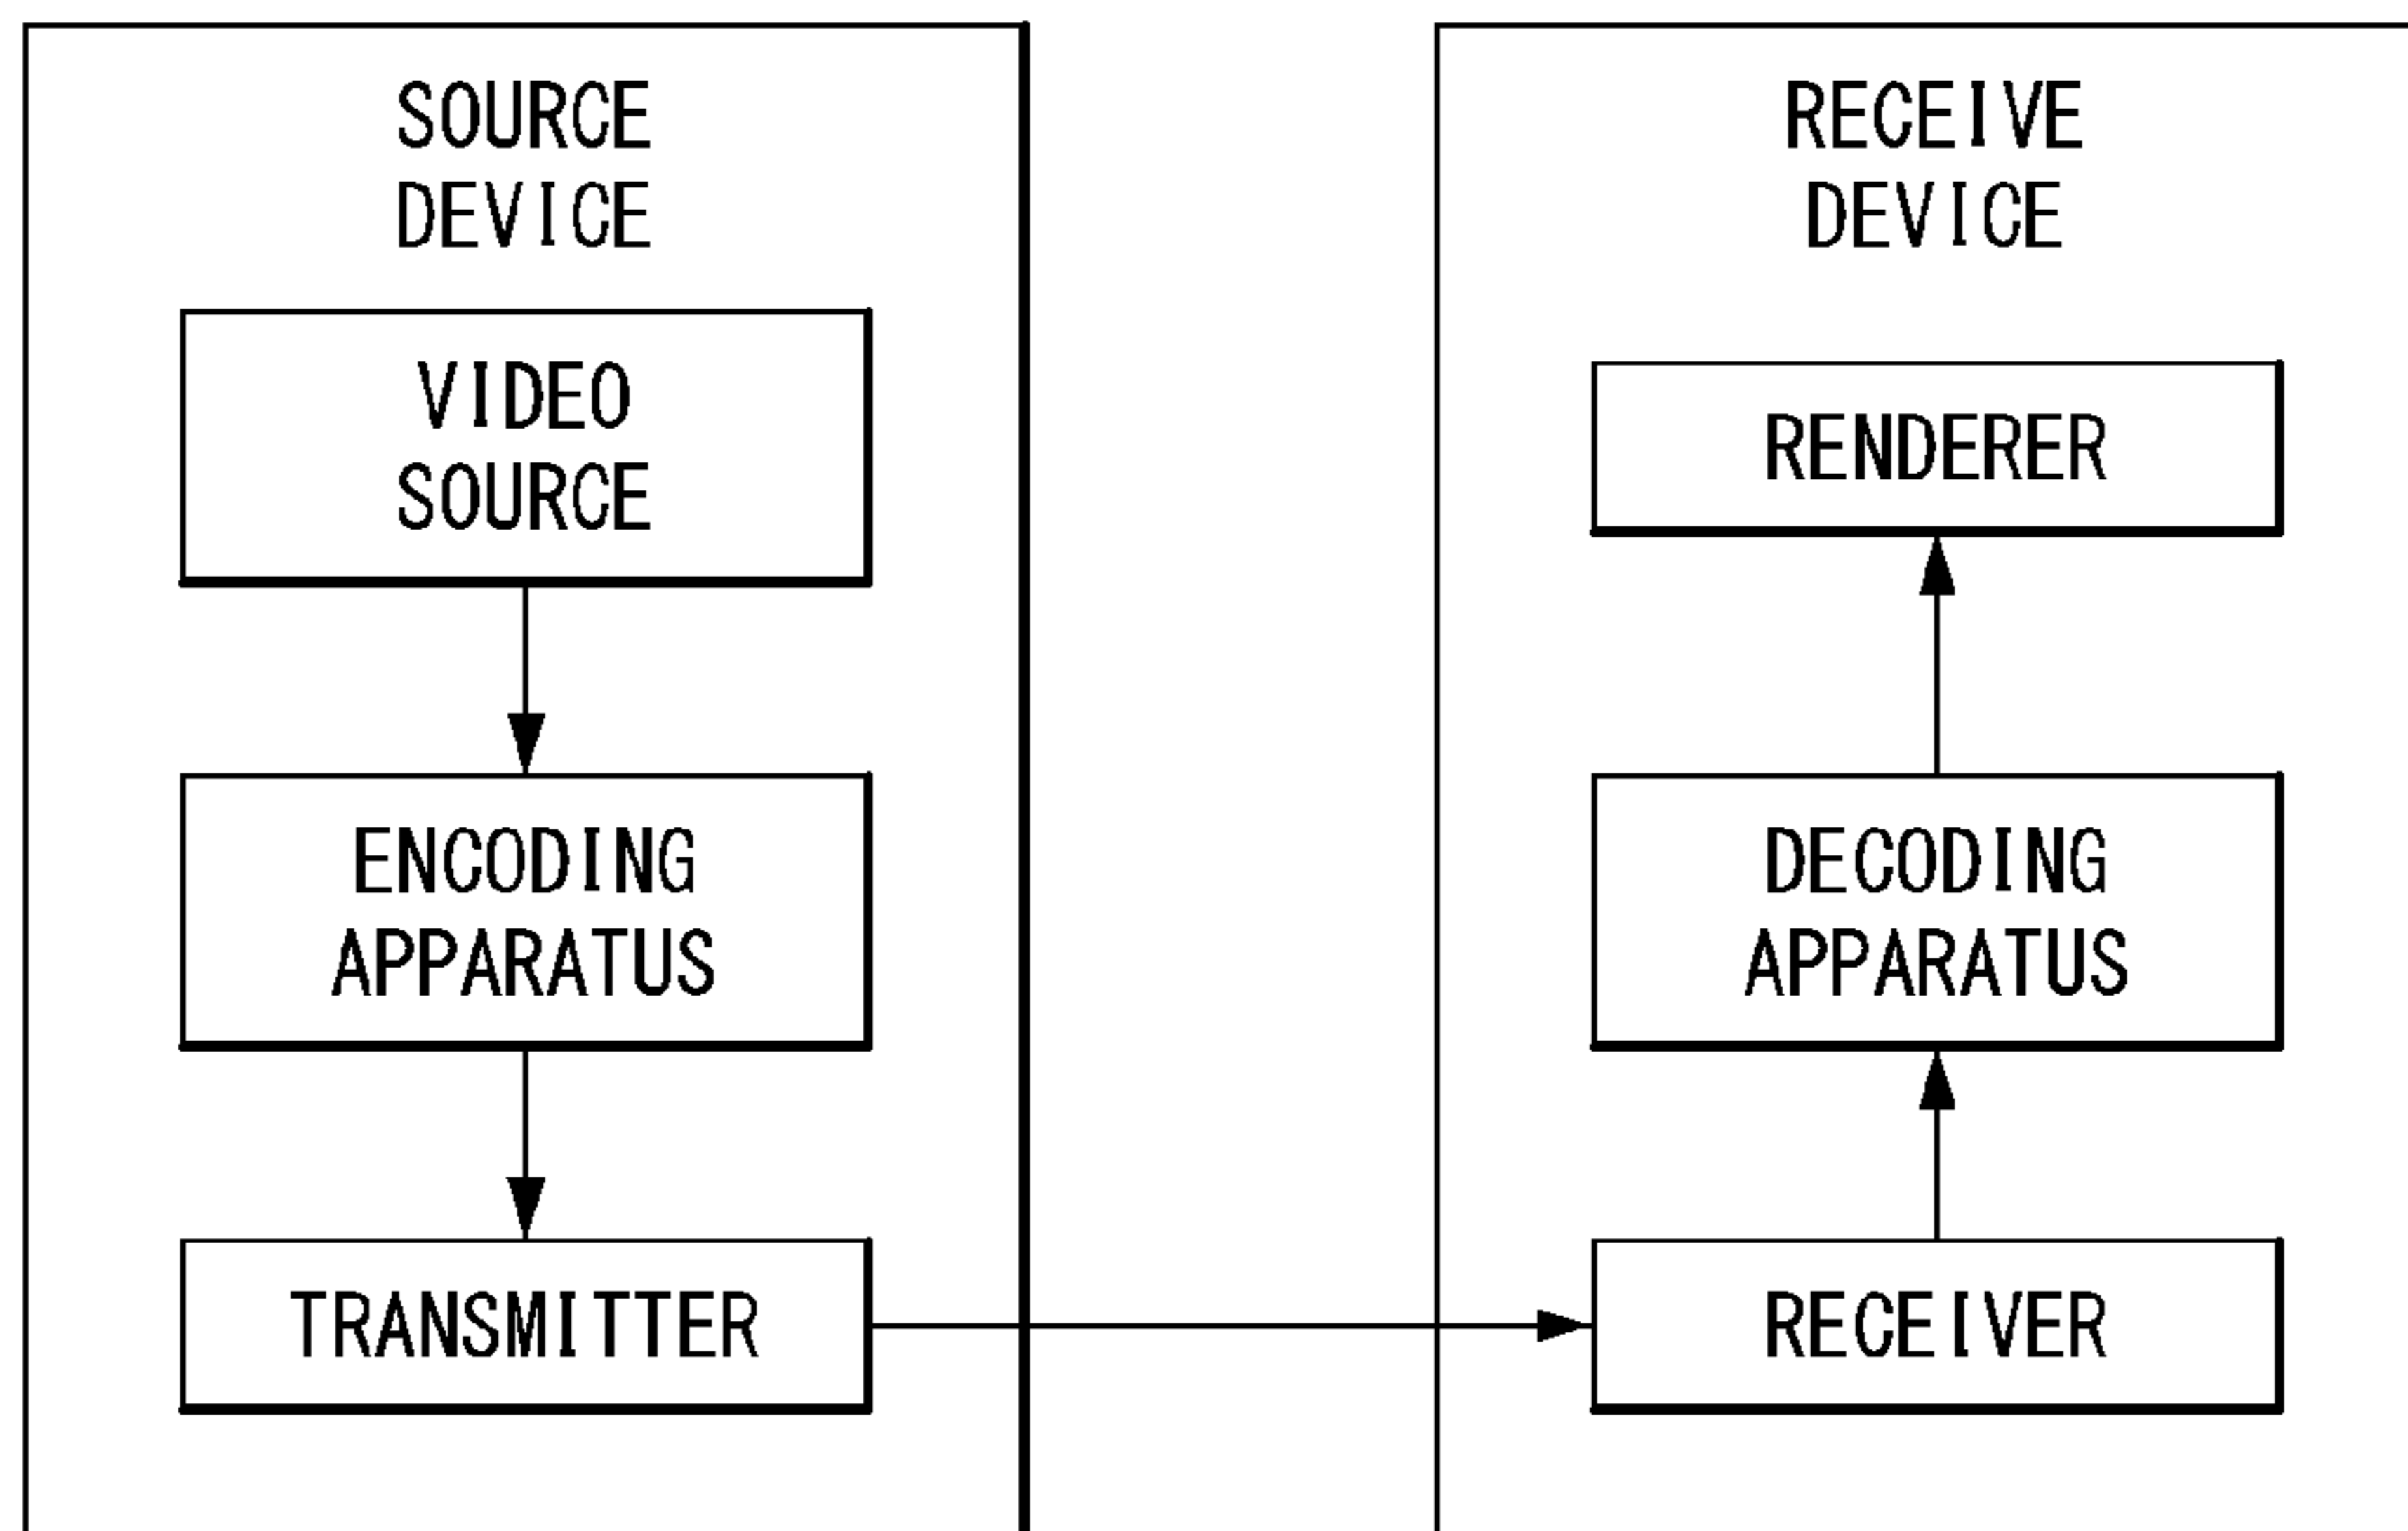 SOURCE
DEVICE
VIDEO
SOURCE
ENCODING
APPARATUS
TRANSMITTER
RECEIVE
DEVICE
RENDERER
DECODING
APPARATUS
RECEIVER